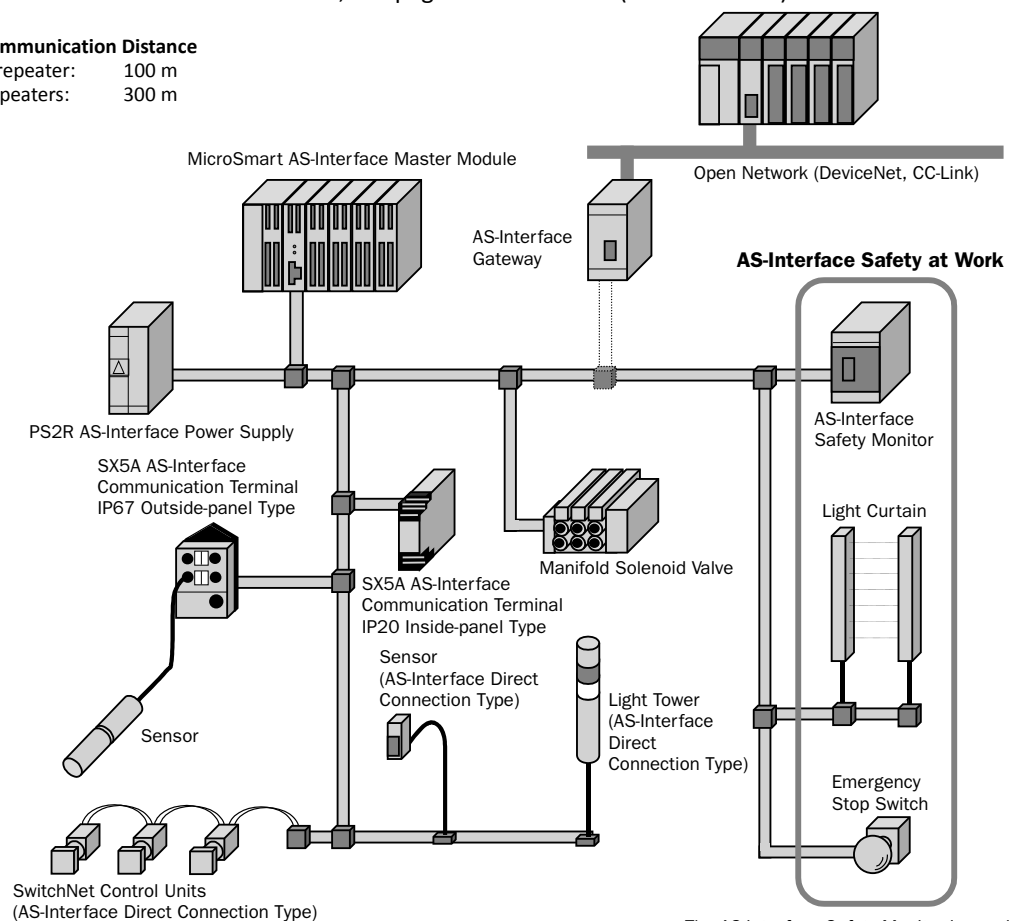 mmunication Distance
repeater: 100 m
peaters: 300 m
MicroSmart AS-Interface Master Module
Open Network (DeviceNet, CC-Link)
AS-Interface
Gateway
AS-Interface Safety at Work
PS2R AS-Interface Power Supply
AS-Interface
Safety Monitor
SX5A AS-Interface
Communication Terminal
IP67 Outside-panel Type
Light Curtain
Manifold Solenoid Valve
SX5A AS-Interface
Communication Terminal
IP20 Inside-panel Type
Sensor
(AS-Interface Direct
Connection Type)
Light Tower
(AS-Interface
Direct
Connection Type)
Sensor
Emergency
Stop Switch
SwitchNet Control Units
(AS-Interface Direct Connection Type)